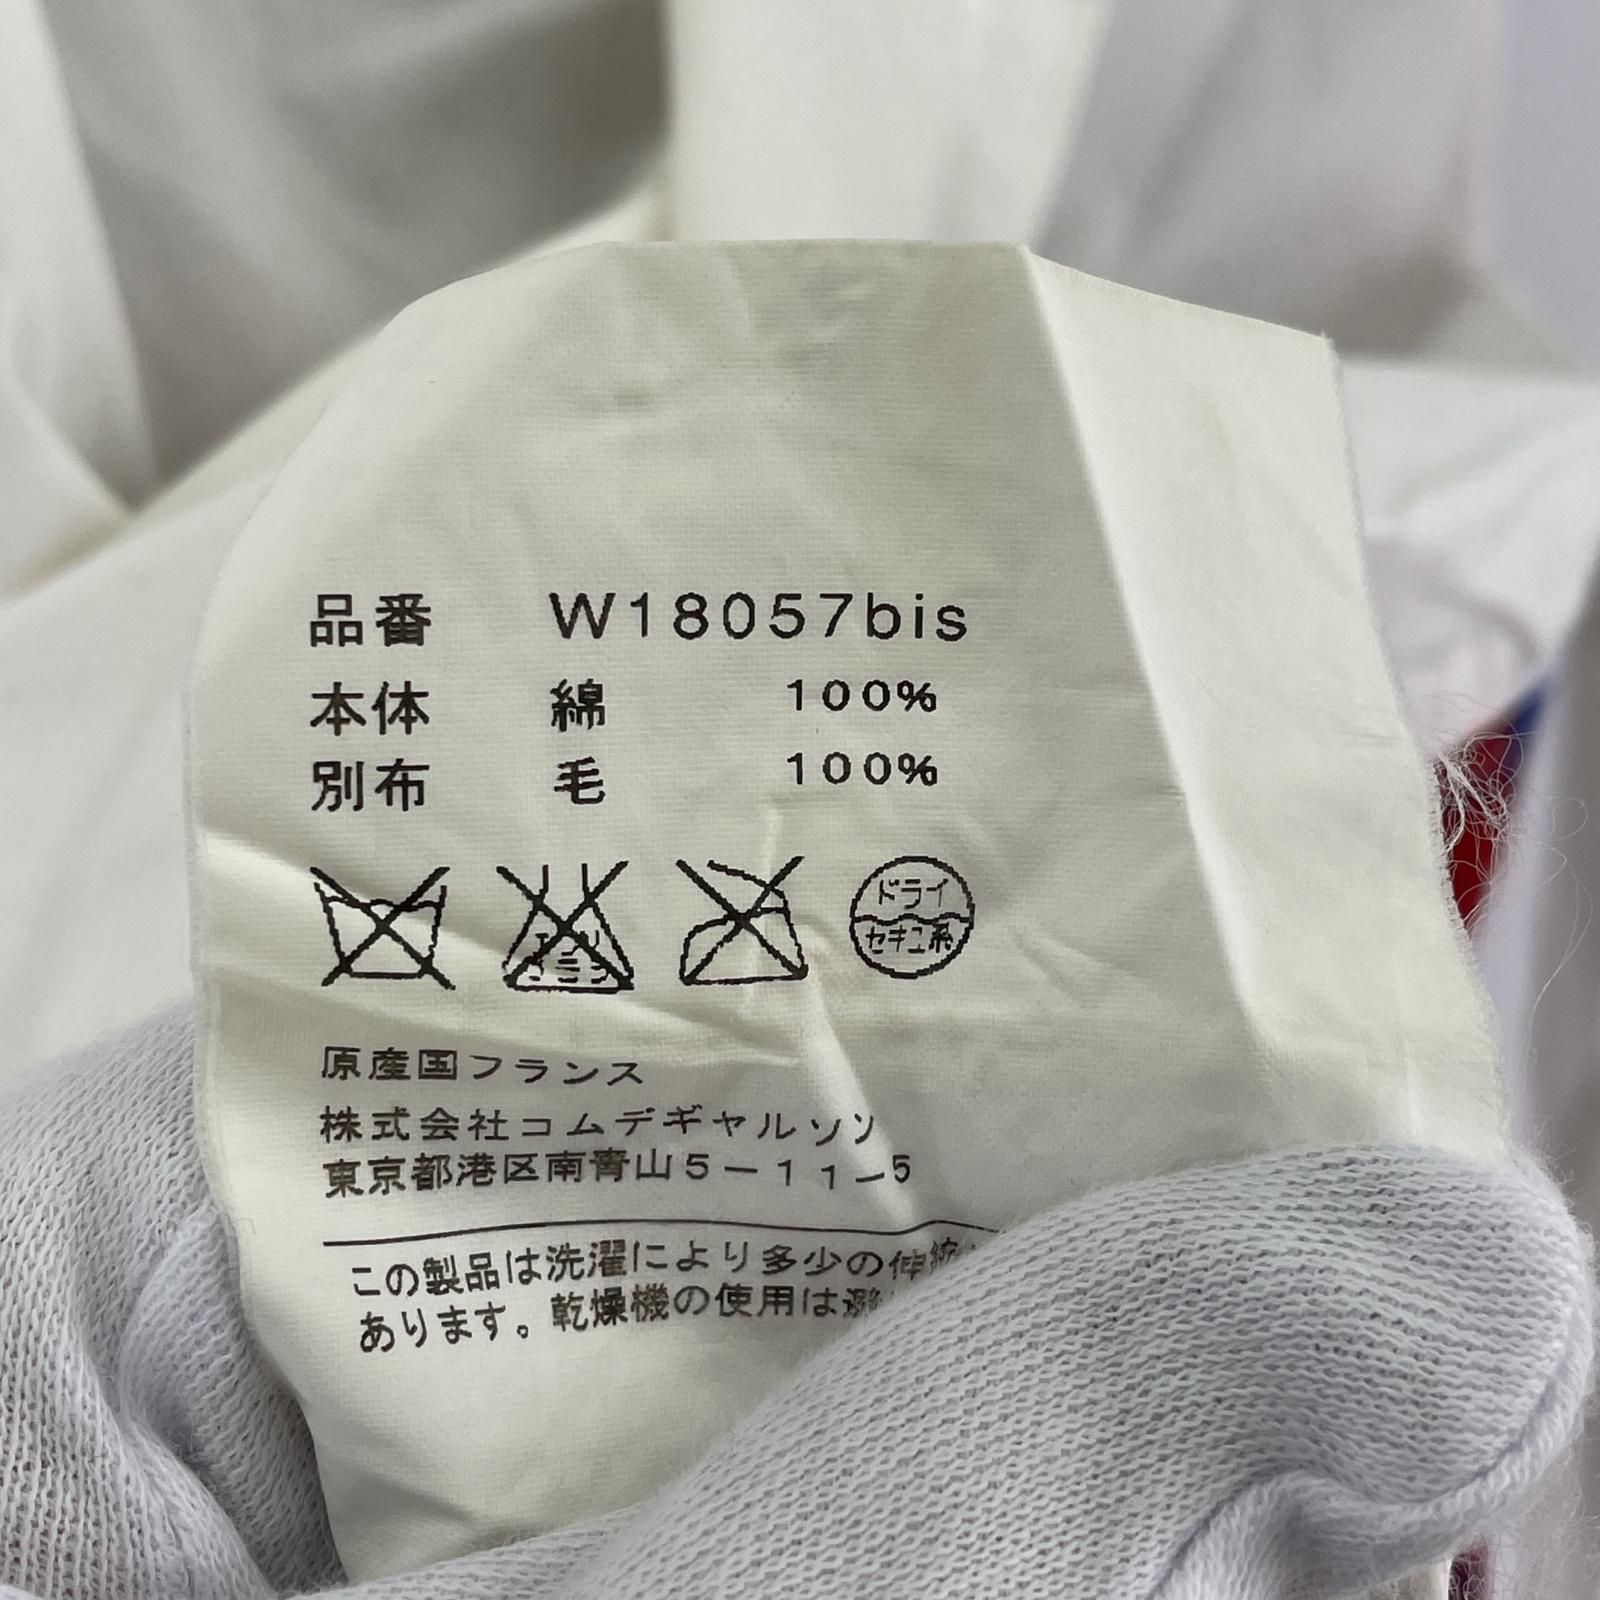 品番 W18057bis
本体 綿 100%
別布 毛 100%
ドライ
セキユ系
原産国フランス
株式会社コムデギャルソン
東京都港区南青山5-11-5
この製品は洗濯により多少の伸縮
あります。乾燥機の使用は避